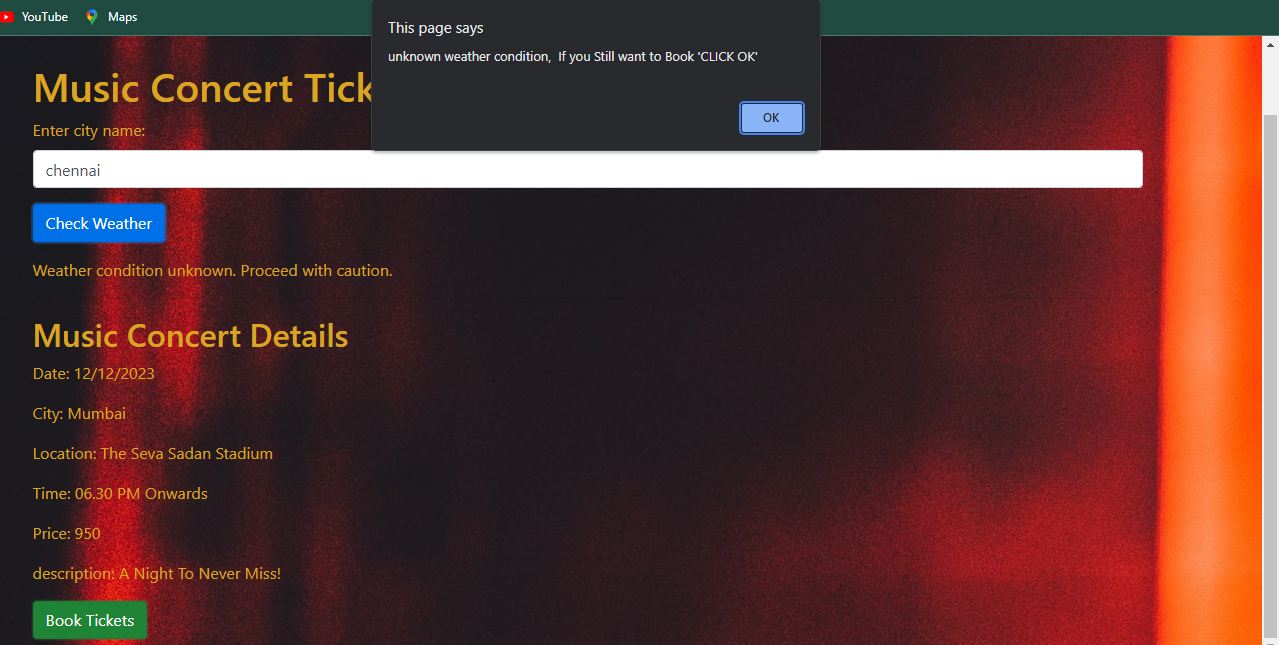 YouTube Maps
This page says
unknown weather condition, If you Still want to Book 'CLICK OK'
OK
Music Concert Tick
Enter city name:
chennai
Check Weather
Weather condition unknown. Proceed with caution.
Music Concert Details
Date: 12/12/2023
City: Mumbai
Location: The Seva Sadan Stadium
Time: 06.30 PM Onwards
Price: 950
description: A Night To Never Miss!
Book Tickets